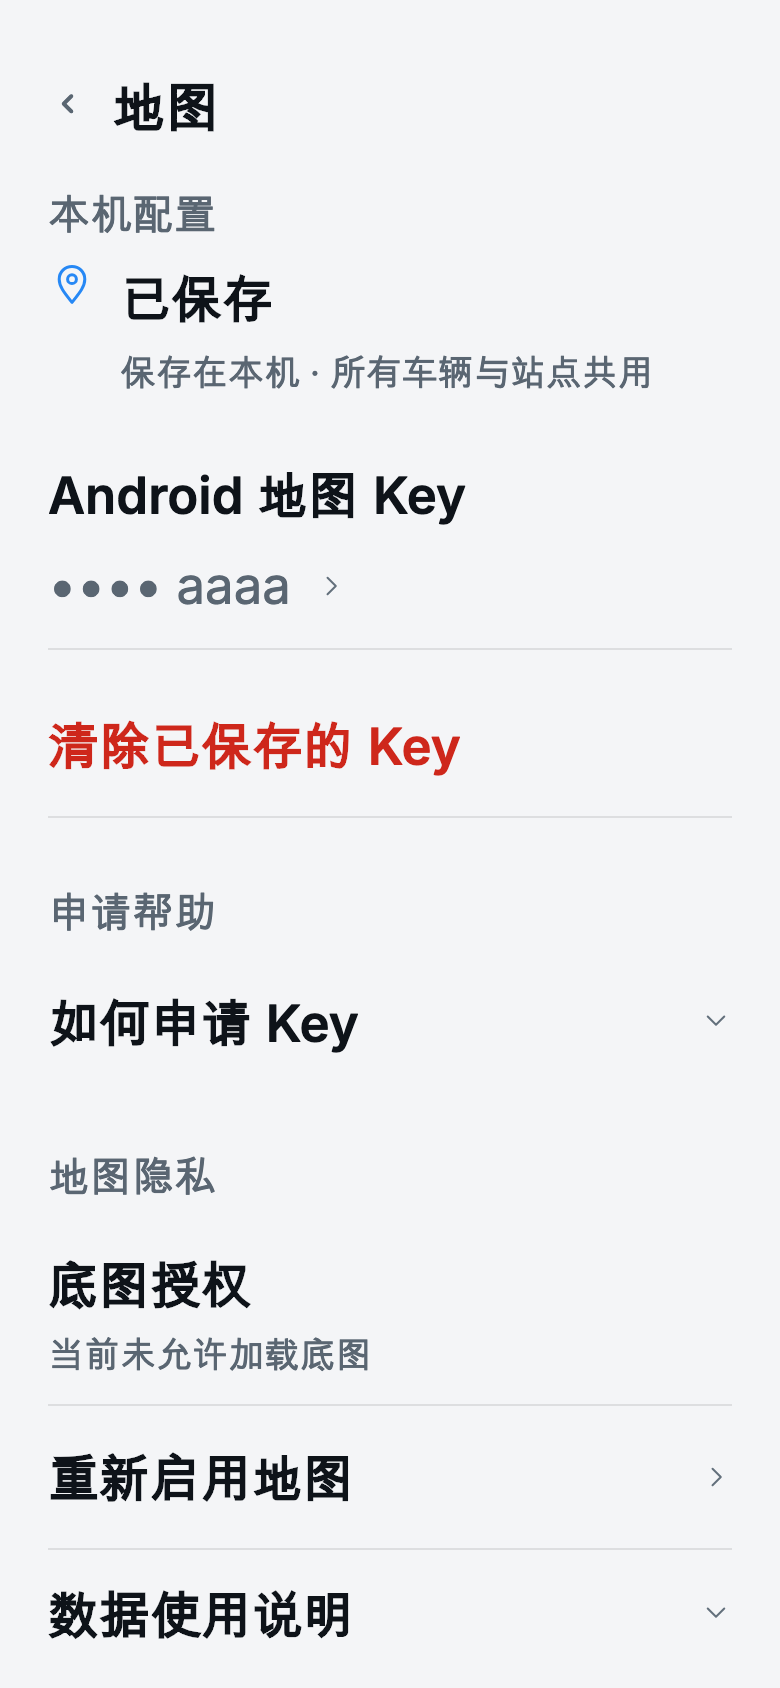 地图
本机配置
已保存
保存在本机 · 所有车辆与站点共用
Android 地图 Key
•••• aaaa
清除已保存的 Key
申请帮助
如何申请 Key
地图隐私
底图授权
当前未允许加载底图
重新启用地图
数据使用说明